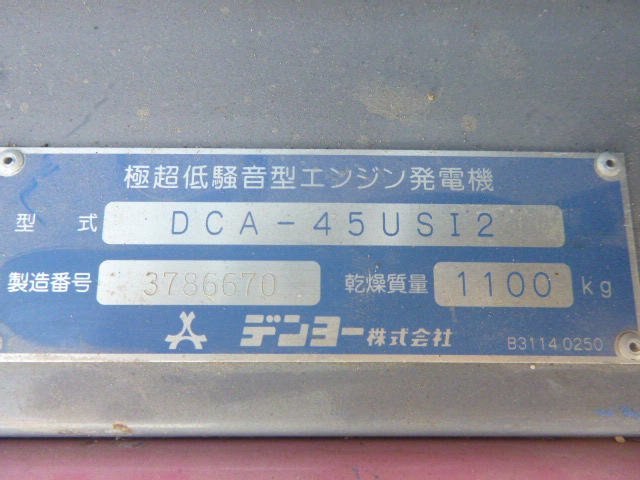 極超低騒音型エンジン発電機
型式 DCA-45USI2
製造番号 3786670 乾燥質量 1100 kg
デンヨー株式会社 B3114 0250